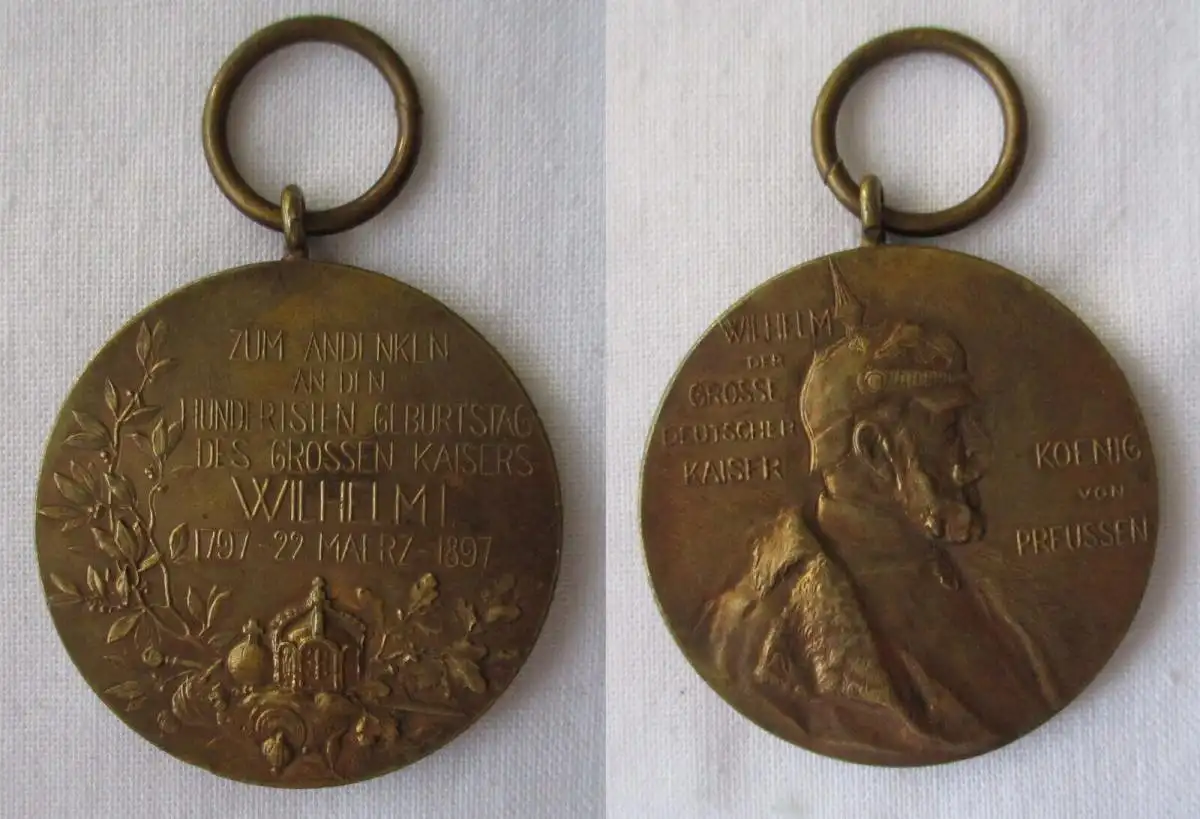 ZUM ANDENKEN
AN DEN
HUNDERTSTEN GEBURTSTAG
DES GROSSEN KAISERS
WILHELM I.
1797 - 22 MAERZ - 1897
WILHELM
DER
GROSSE
DEUTSCHER
KAISER
KOENIG
VON
PREUSSEN